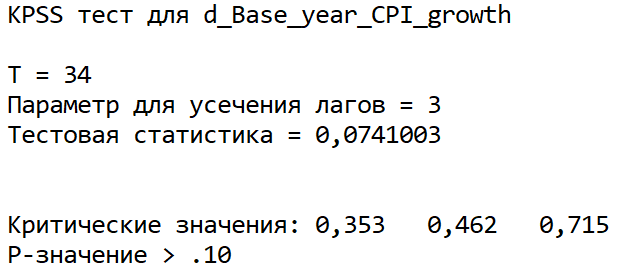 KPSS тест для d_Base_year_CPI_growth
T = 34
Параметр для усечения лагов = 3
Тестовая статистика = 0,0741003
Критические значения: 0,353 0,462 0,715
P-значение > .10